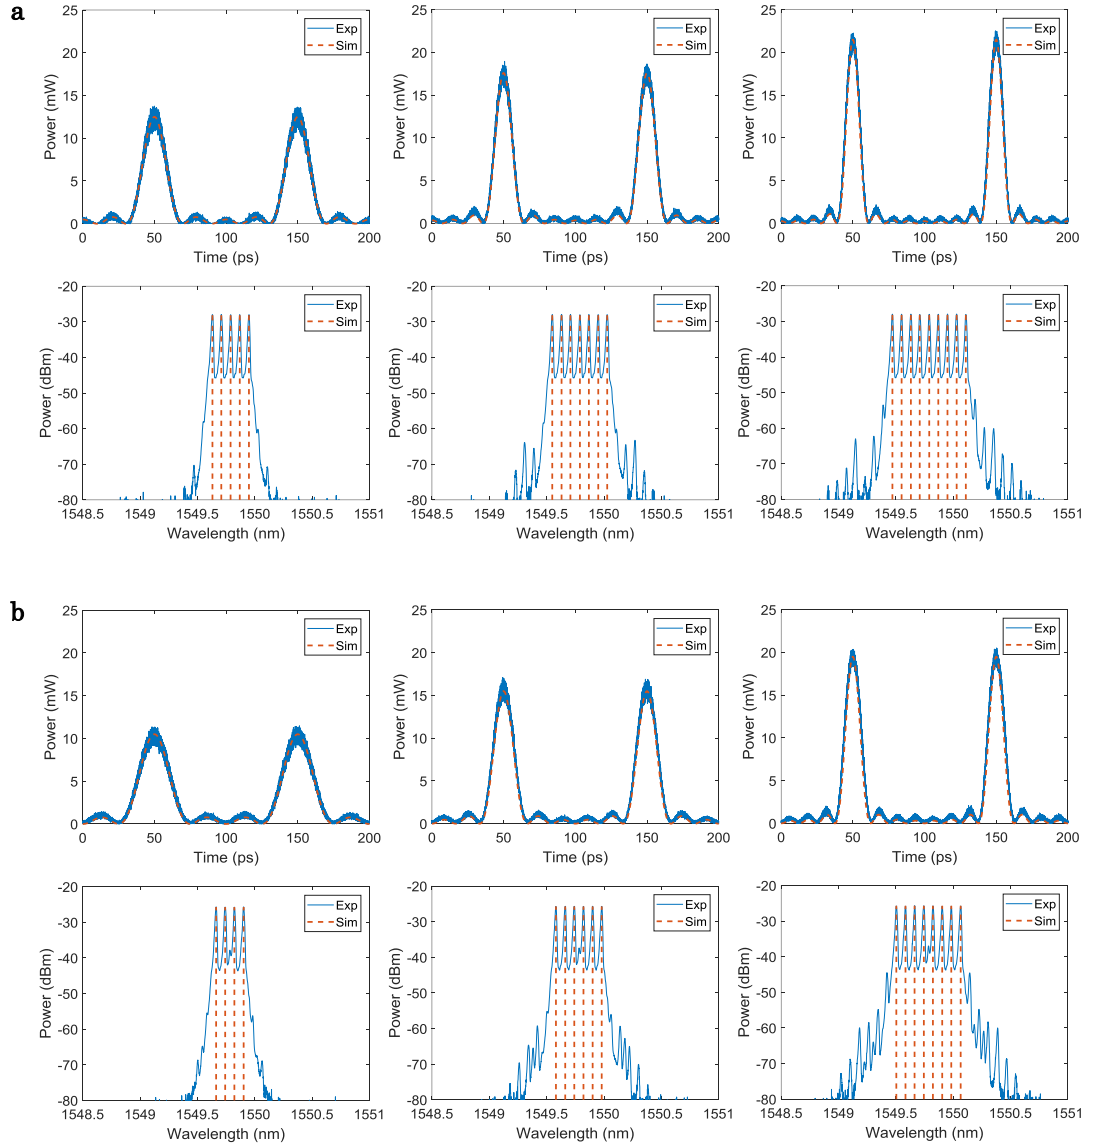 a
25
20
15
10
5
0
Power (mW)
0 50 100 150 200
Time (ps)
Exp
Sim
25
20
15
10
5
0
Power (mW)
0 50 100 150 200
Time (ps)
Exp
Sim
25
20
15
10
5
0
Power (mW)
0 50 100 150 200
Time (ps)
Exp
Sim
-20
-30
-40
-50
-60
-70
-80
Power (dBm)
1548.5 1549 1549.5 1550 1550.5 1551
Wavelength (nm)
Exp
Sim
-20
-30
-40
-50
-60
-70
-80
Power (dBm)
1548.5 1549 1549.5 1550 1550.5 1551
Wavelength (nm)
Exp
Sim
-20
-30
-40
-50
-60
-70
-80
Power (dBm)
1548.5 1549 1549.5 1550 1550.5 1551
Wavelength (nm)
Exp
Sim
b
25
20
15
10
5
0
Power (mW)
0 50 100 150 200
Time (ps)
Exp
Sim
25
20
15
10
5
0
Power (mW)
0 50 100 150 200
Time (ps)
Exp
Sim
25
20
15
10
5
0
Power (mW)
0 50 100 150 200
Time (ps)
Exp
Sim
-20
-30
-40
-50
-60
-70
-80
Power (dBm)
1548.5 1549 1549.5 1550 1550.5 1551
Wavelength (nm)
Exp
Sim
-20
-30
-40
-50
-60
-70
-80
Power (dBm)
1548.5 1549 1549.5 1550 1550.5 1551
Wavelength (nm)
Exp
Sim
-20
-30
-40
-50
-60
-70
-80
Power (dBm)
1548.5 1549 1549.5 1550 1550.5 1551
Wavelength (nm)
Exp
Sim